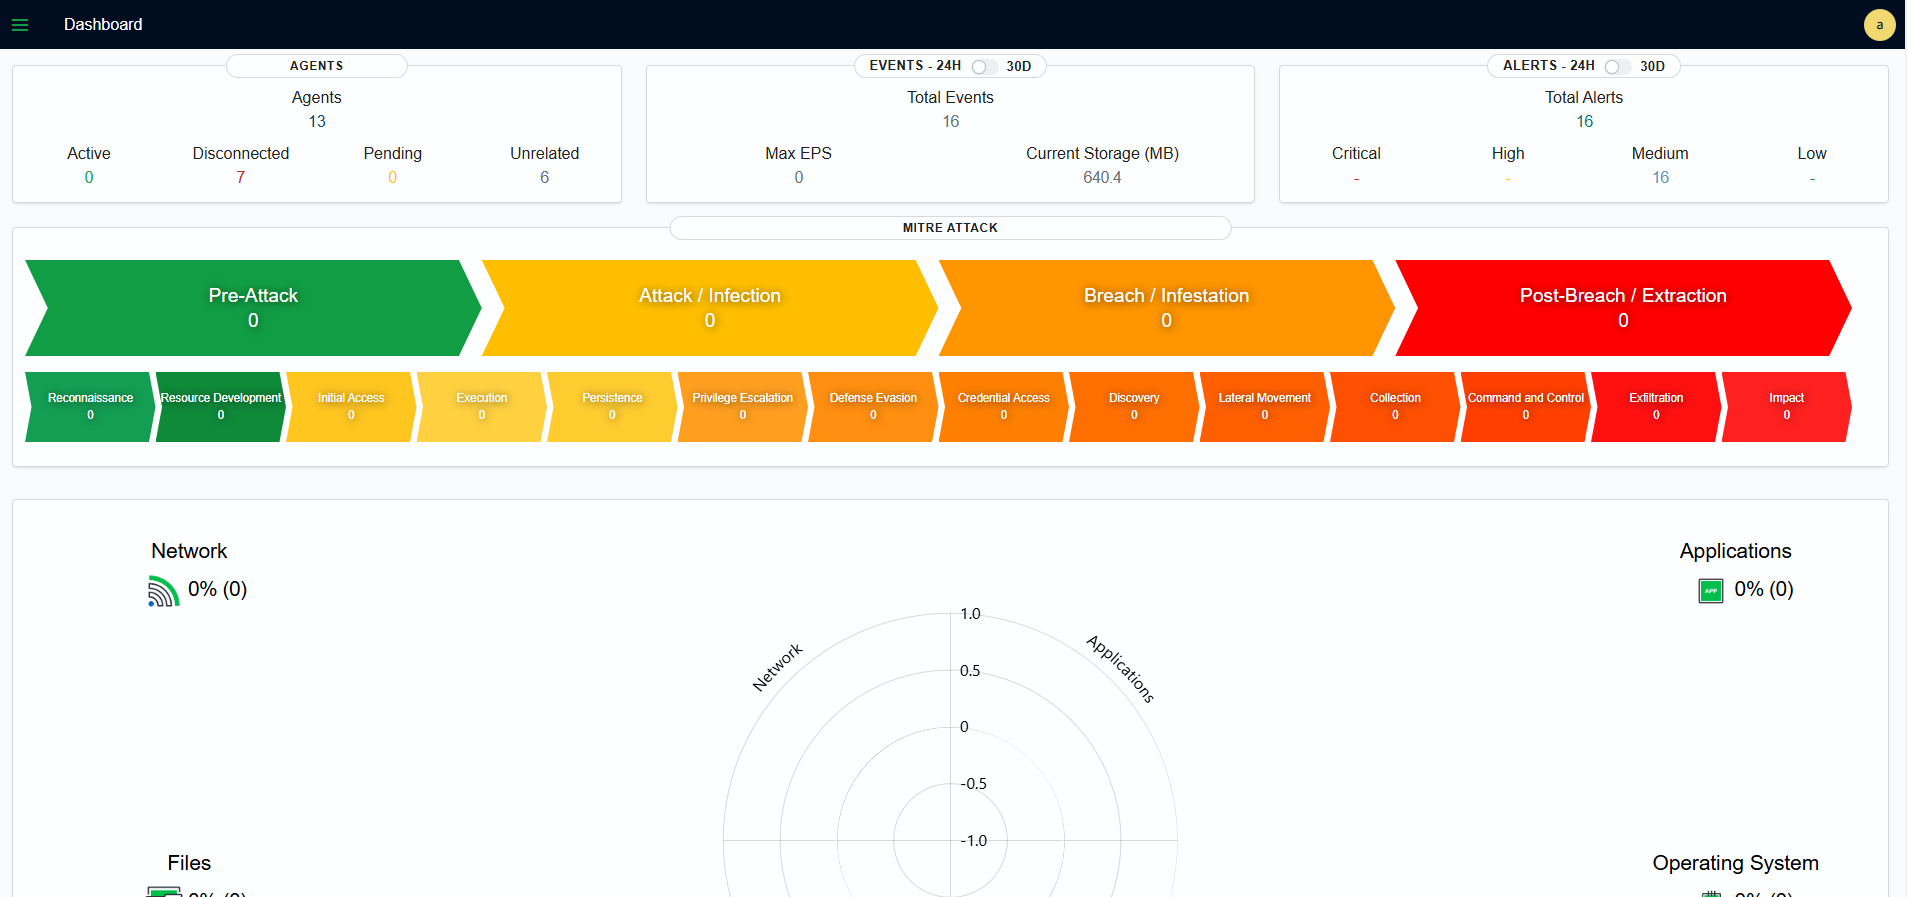 Dashboard
a
AGENTS
Agents
13
Active
0
Disconnected
7
Pending
0
Unrelated
6
EVENTS - 24H 30D
Total Events
16
Max EPS
0
Current Storage (MB)
640.4
ALERTS - 24H 30D
Total Alerts
16
Critical
-
High
-
Medium
16
Low
-
MITRE ATTACK
Pre-Attack
0
Attack / Infection
0
Breach / Infestation
0
Post-Breach / Extraction
0
Reconnaissance
0
Resource Development
0
Initial Access
0
Execution
0
Persistence
0
Privilege Escalation
0
Defense Evasion
0
Credential Access
0
Discovery
0
Lateral Movement
0
Collection
0
Command and Control
0
Exfiltration
0
Impact
0
Network
0% (0)
Applications
APP
0% (0)
Network
Applications
1.0
0.5
0
-0.5
-1.0
Files
Operating System